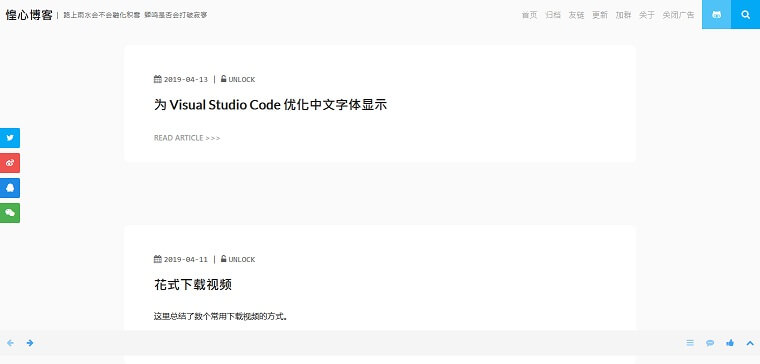 惶心博客 | 路上雨水会不会融化积雪 蝉鸣是否会打破寂寥
首页 归档 友链 更新 加群 关于 关闭广告
2019-04-13 | UNLOCK
为 Visual Studio Code 优化中文字体显示
READ ARTICLE >>>
2019-04-11 | UNLOCK
花式下载视频
这里总结了数个常用下载视频的方式。